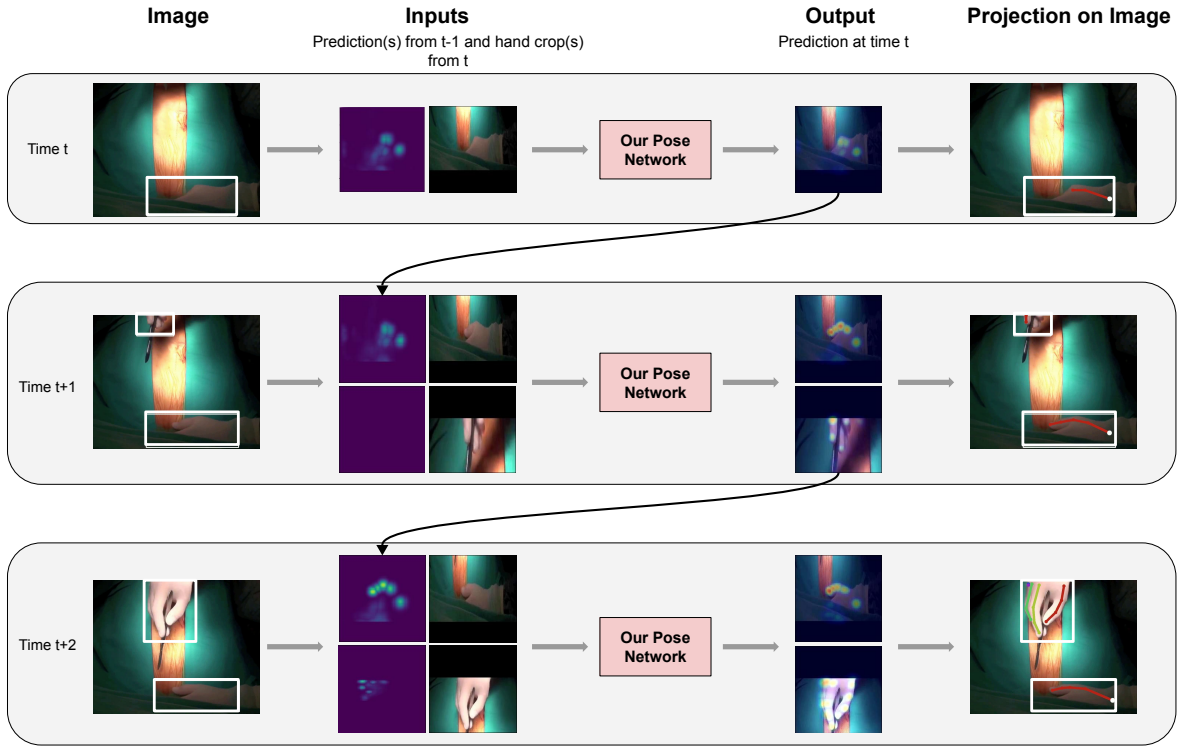 Image
Inputs
Output
Projection on Image
Prediction(s) from t-1 and hand crop(s)
from t
Prediction at time t
Time t
Our Pose
Network
Time t+1
Our Pose
Network
Time t+2
Our Pose
Network